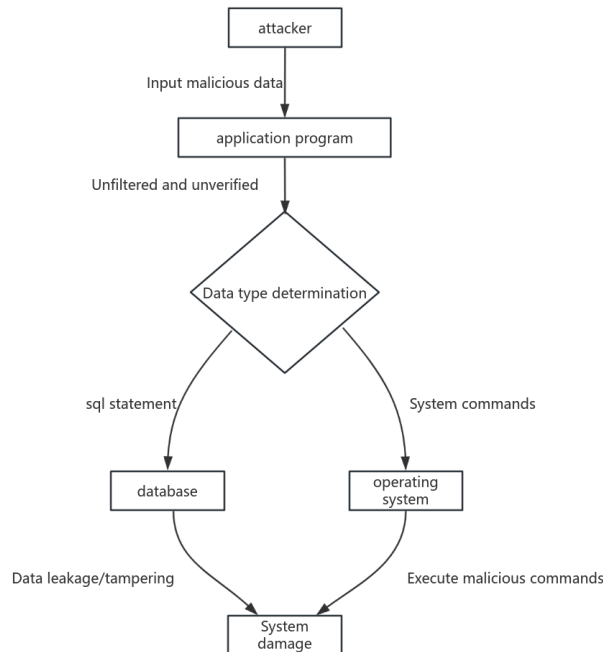 attacker
Input malicious data
application program
Unfiltered and unverified
Data type determination
sql statement
System commands
database
operating
system
Data leakage/tampering
Execute malicious commands
System
damage